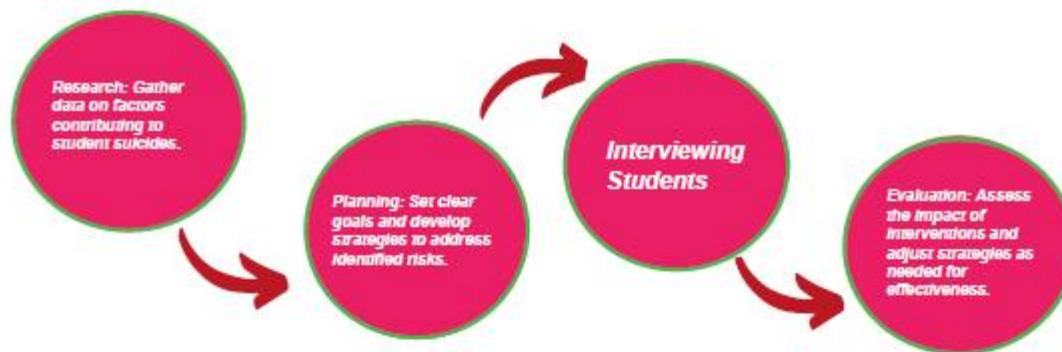 Research: Gather
data on factors
contributing to
student suicides.
Planning: Set clear
goals and develop
strategies to address
identified risks.
Interviewing
Students
Evaluation: Assess
the impact of
interventions and
adjust strategies as
needed for
effectiveness.